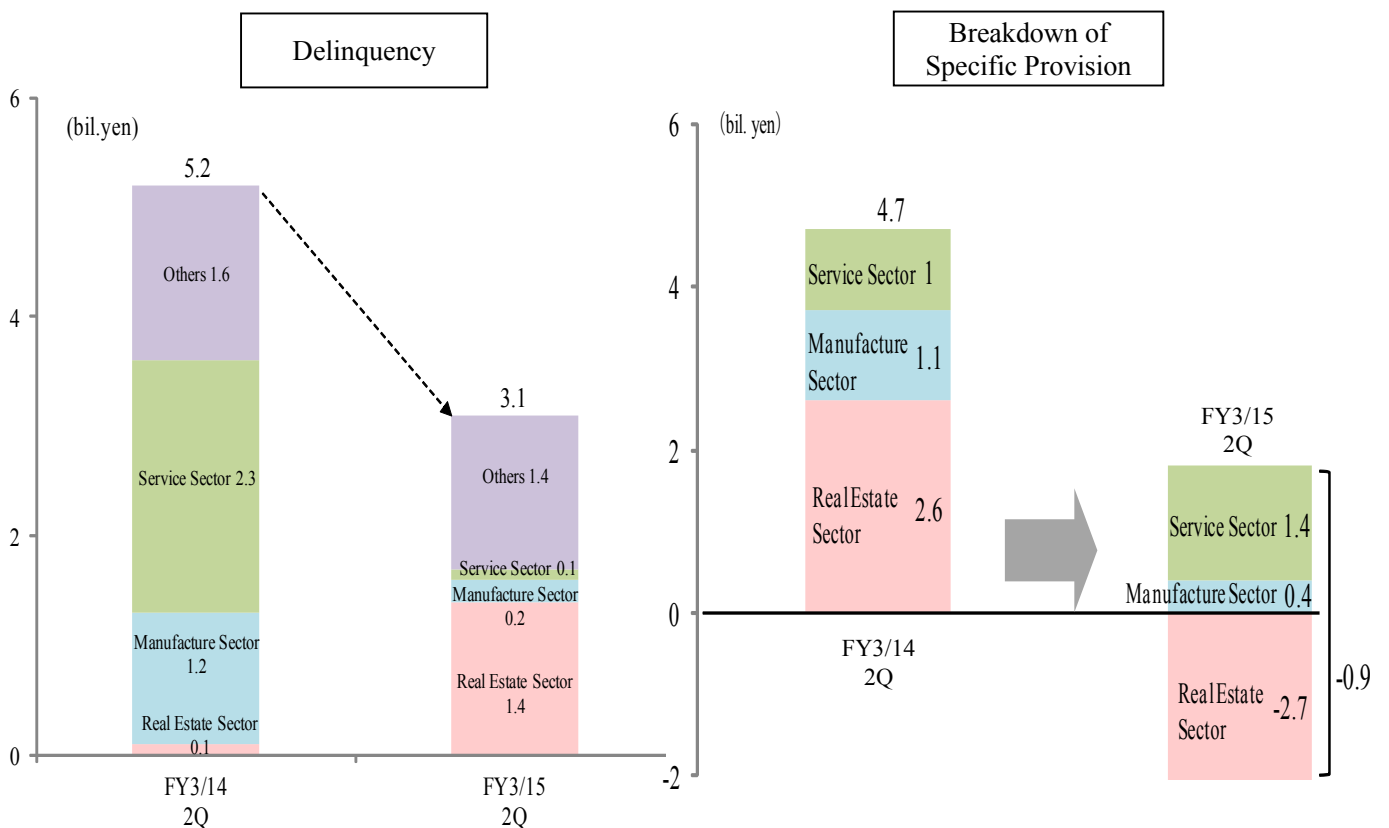 Delinquency
6
(bil.yen)
5.2
Others 1.6
4
3.1
Service Sector 2.3
Others 1.4
2
Service Sector 0.1
Manufacture Sector
0.2
Manufacture Sector
1.2
Real Estate Sector
1.4
Real Estate Sector
0.1
0
FY3/14
2Q
FY3/15
2Q
Breakdown of
Specific Provision
6
(bil. yen)
4.7
Service Sector 1
4
Manufacture
Sector 1.1
FY3/15
2Q
2
Real Estate
Sector 2.6
Service Sector 1.4
Manufacture Sector 0.4
0
FY3/14
2Q
Real Estate
Sector -2.7
-0.9
-2